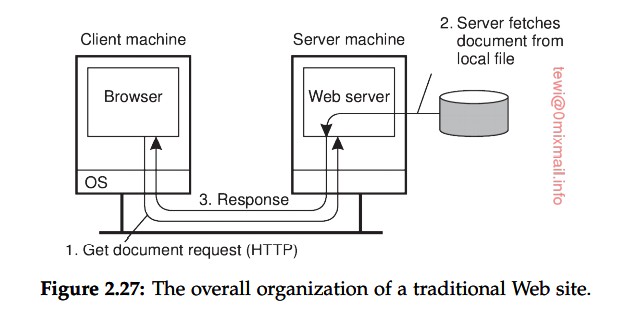 Client machine
Server machine
2. Server fetches
document from
local file
Browser
Web server
OS
3. Response
1. Get document request (HTTP)
tewi@0mixmail.info
Figure 2.27: The overall organization of a traditional Web site.